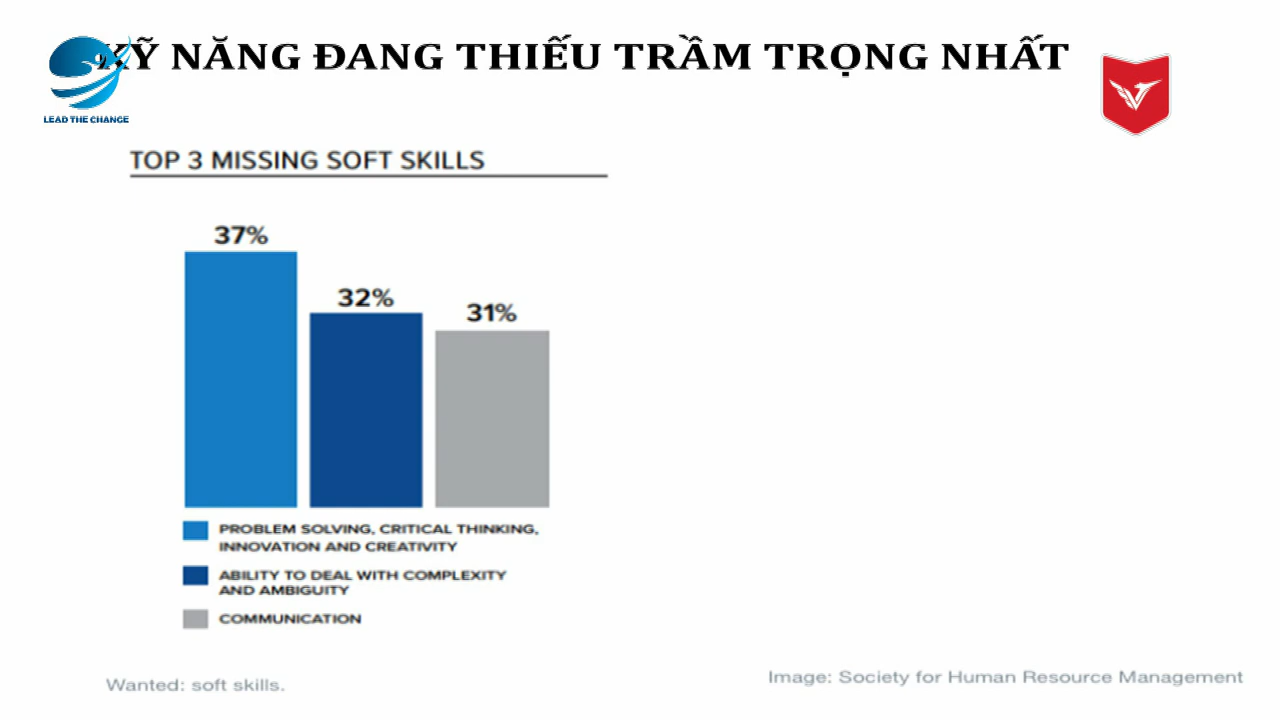 KỸ NĂNG ĐANG THIẾU TRẦM TRỌNG NHẤT
LEAD THE CHANGE
TOP 3 MISSING SOFT SKILLS
37%
32%
31%
PROBLEM SOLVING, CRITICAL THINKING,
INNOVATION AND CREATIVITY
ABILITY TO DEAL WITH COMPLEXITY
AND AMBIGUITY
COMMUNICATION
Wanted: soft skills.
Image: Society for Human Resource Management